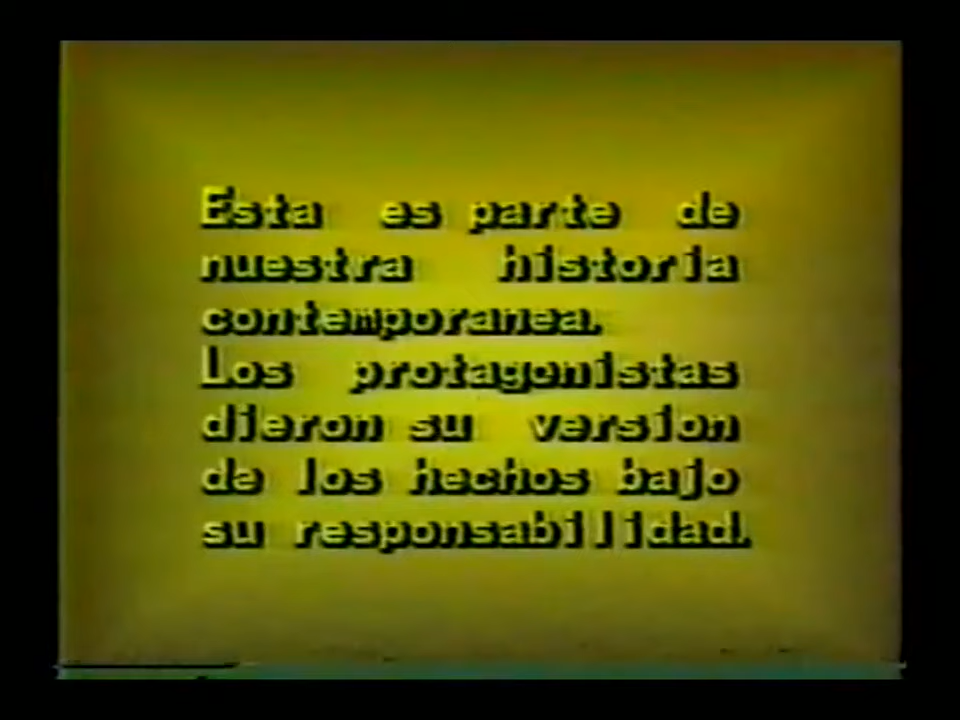 Esta es parte de
nuestra historia
contemporanea.
Los protagonistas
dieron su version
de los hechos bajo
su responsabilidad.